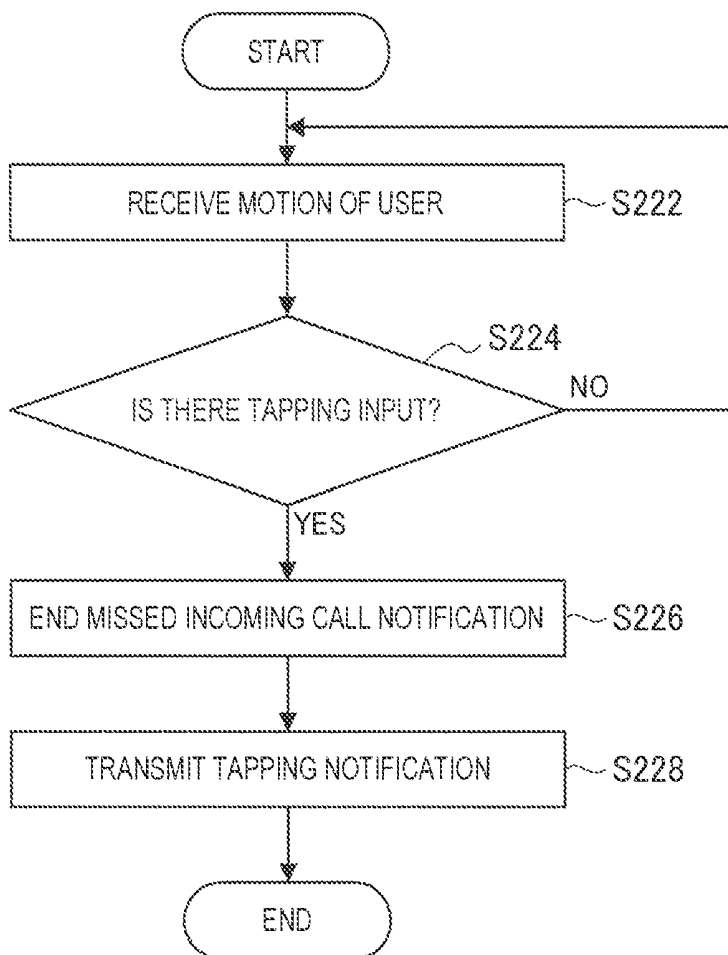 START
RECEIVE MOTION OF USER
S222
S224
IS THERE TAPPING INPUT?
NO
YES
END MISSED INCOMING CALL NOTIFICATION
S226
TRANSMIT TAPPING NOTIFICATION
S228
END